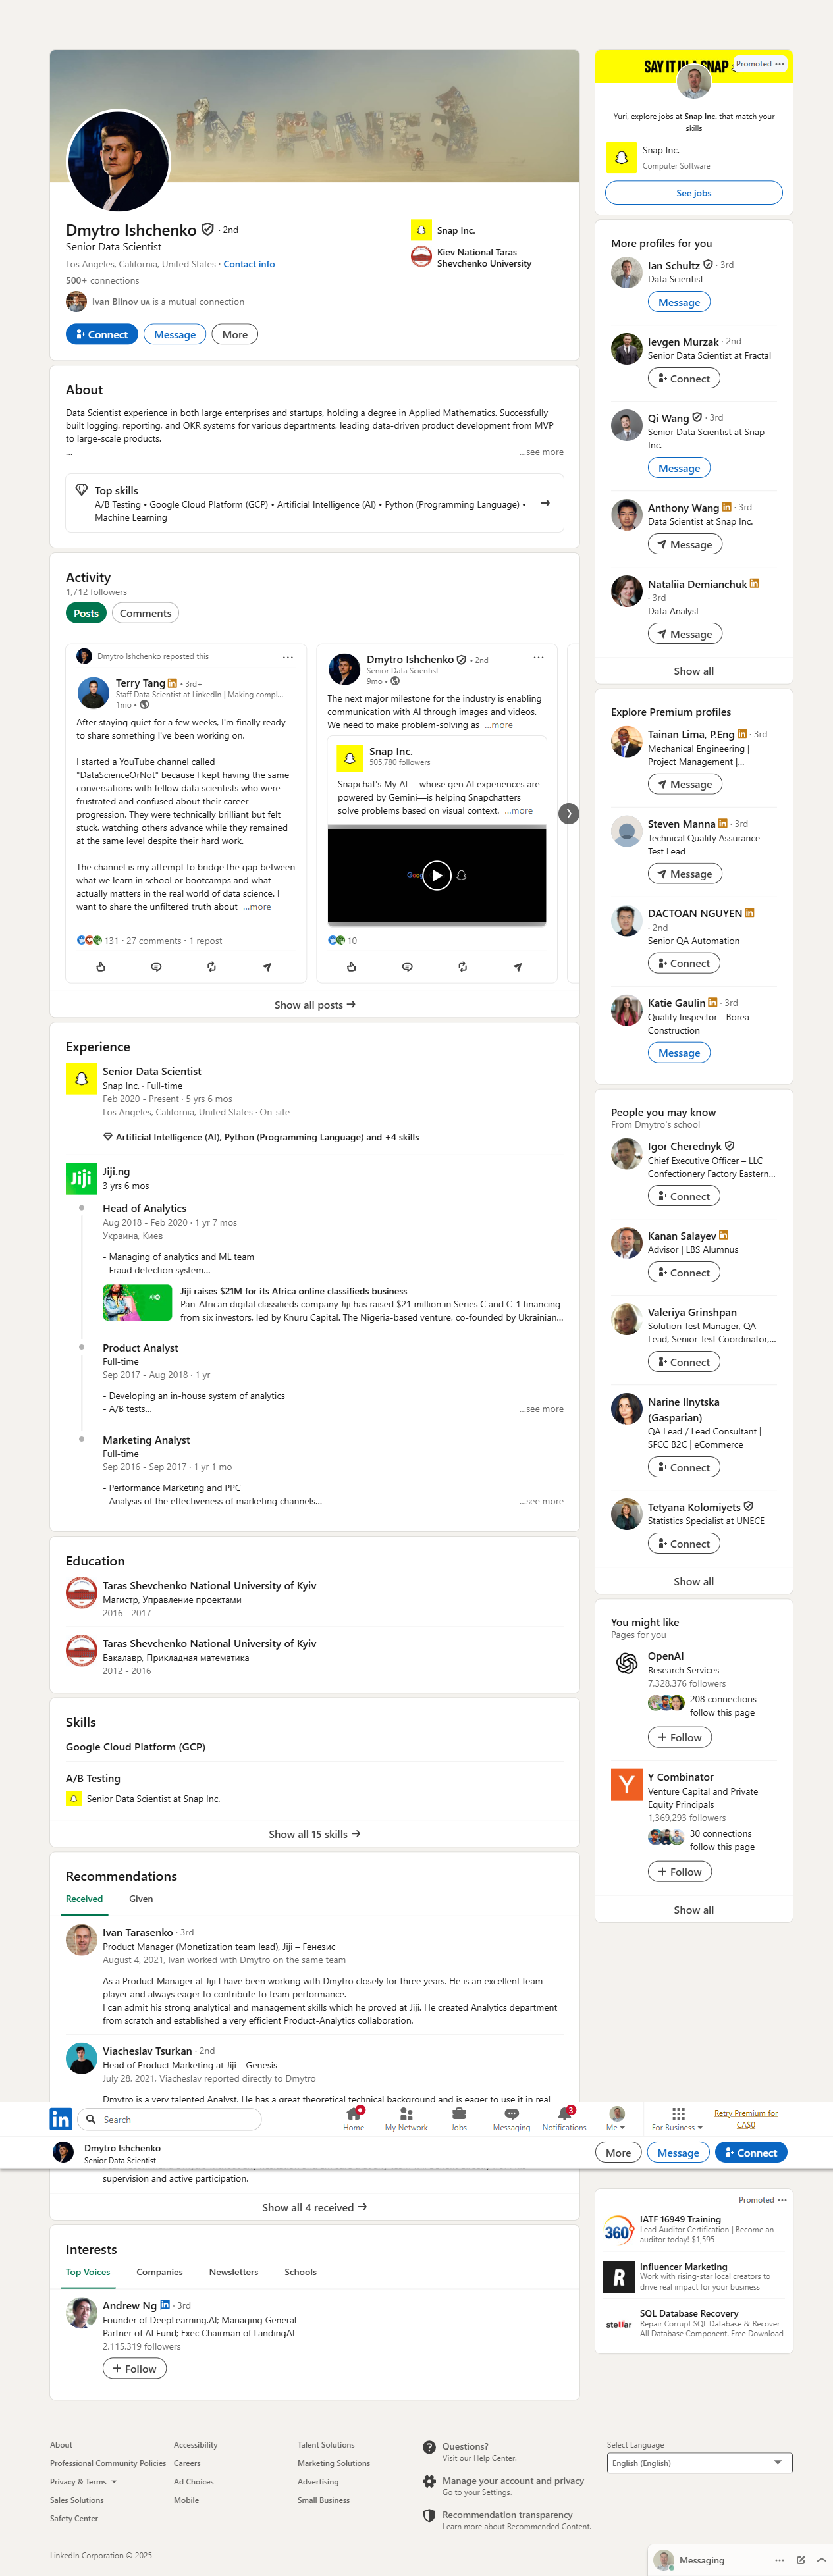 SAY IT IN A SNAP
Promoted
Yuri, explore jobs at Snap Inc. that match your
skills
Snap Inc.
Computer Software
See jobs
Dmytro Ishchenko · 2nd
Senior Data Scientist
Los Angeles, California, United States · Contact info
500+ connections
Ivan Blinov 🇺🇦 is a mutual connection
Snap Inc.
Kiev National Taras
Shevchenko University
Connect
Message
More
About
Data Scientist experience in both large enterprises and startups, holding a degree in Applied Mathematics. Successfully
built logging, reporting, and OKR systems for various departments, leading data-driven product development from MVP
to large-scale products.
...
...see more
Top skills
A/B Testing • Google Cloud Platform (GCP) • Artificial Intelligence (AI) • Python (Programming Language) •
Machine Learning
Activity
1,712 followers
Posts
Comments
Dmytro Ishchenko reposted this
Terry Tang • 3rd+
Staff Data Scientist at LinkedIn | Making compl...
1mo •
After staying quiet for a few weeks, I'm finally ready
to share something I've been working on.
I started a YouTube channel called
"DataScienceOrNot" because I kept having the same
conversations with fellow data scientists who were
frustrated and confused about their career
progression. They were technically brilliant but felt
stuck, watching others advance while they remained
at the same level despite their hard work.
The channel is my attempt to bridge the gap between
what we learn in school or bootcamps and what
actually matters in the real world of data science. I
want to share the unfiltered truth about ...more
131 · 27 comments · 1 repost
Dmytro Ishchenko • 2nd
Senior Data Scientist
9mo •
The next major milestone for the industry is enabling
communication with AI through images and videos.
We need to make problem-solving as ...more
Snap Inc.
505,780 followers
Snapchat's My AI— whose gen AI experiences are
powered by Gemini—is helping Snapchatters
solve problems based on visual context. ...more
Goog
10
Show all posts
Experience
Senior Data Scientist
Snap Inc. · Full-time
Feb 2020 - Present · 5 yrs 6 mos
Los Angeles, California, United States · On-site
Artificial Intelligence (AI), Python (Programming Language) and +4 skills
Jiji
Jiji.ng
3 yrs 6 mos
Head of Analytics
Aug 2018 - Feb 2020 · 1 yr 7 mos
Украина, Киев
- Managing of analytics and ML team
- Fraud detection system...
Jiji raises $21M for its Africa online classifieds business
Pan-African digital classifieds company Jiji has raised $21 million in Series C and C-1 financing
from six investors, led by Knuru Capital. The Nigeria-based venture, co-founded by Ukrainian...
Product Analyst
Full-time
Sep 2017 - Aug 2018 · 1 yr
- Developing an in-house system of analytics
- A/B tests...
...see more
Marketing Analyst
Full-time
Sep 2016 - Sep 2017 · 1 yr 1 mo
- Performance Marketing and PPC
- Analysis of the effectiveness of marketing channels...
...see more
Education
Taras Shevchenko National University of Kyiv
Магистр, Управление проектами
2016 - 2017
Taras Shevchenko National University of Kyiv
Бакалавр, Прикладная математика
2012 - 2016
Skills
Google Cloud Platform (GCP)
A/B Testing
Senior Data Scientist at Snap Inc.
Show all 15 skills
Recommendations
Received
Given
Ivan Tarasenko · 3rd
Product Manager (Monetization team lead), Jiji – Генезис
August 4, 2021, Ivan worked with Dmytro on the same team
As a Product Manager at Jiji I have been working with Dmytro closely for three years. He is an excellent team
player and always eager to contribute to team performance.
I can admit his strong analytical and management skills which he proved at Jiji. He created Analytics department
from scratch and established a very efficient Product-Analytics collaboration.
Viacheslav Tsurkan · 2nd
Head of Product Marketing at Jiji – Genesis
July 28, 2021, Viacheslav reported directly to Dmytro
Dmytro is a very talented Analyst. He has a great theoretical technical background and is eager to use it in real
in
Search
Home
My Network
Jobs
Messaging
3
Notifications
Me
For Business
Retry Premium for
CA$0
Dmytro Ishchenko
Senior Data Scientist
More
Message
Connect
supervision and active participation.
Show all 4 received
Interests
Top Voices
Companies
Newsletters
Schools
Andrew Ng · 3rd
Founder of DeepLearning.AI; Managing General
Partner of AI Fund; Exec Chairman of LandingAI
2,115,319 followers
Follow
More profiles for you
Ian Schultz · 3rd
Data Scientist
Message
Ievgen Murzak · 2nd
Senior Data Scientist at Fractal
Connect
Qi Wang · 3rd
Senior Data Scientist at Snap
Inc.
Message
Anthony Wang · 3rd
Data Scientist at Snap Inc.
Message
Nataliia Demianchuk
· 3rd
Data Analyst
Message
Show all
Explore Premium profiles
Tainan Lima, P.Eng · 3rd
Mechanical Engineering |
Project Management |...
Message
Steven Manna · 3rd
Technical Quality Assurance
Test Lead
Message
DACTOAN NGUYEN
· 2nd
Senior QA Automation
Connect
Katie Gaulin · 3rd
Quality Inspector - Borea
Construction
Message
People you may know
From Dmytro's school
Igor Cherednyk
Chief Executive Officer – LLC
Confectionery Factory Eastern...
Connect
Kanan Salayev
Advisor | LBS Alumnus
Connect
Valeriya Grinshpan
Solution Test Manager, QA
Lead, Senior Test Coordinator,...
Connect
Narine Ilnytska
(Gasparian)
QA Lead / Lead Consultant |
SFCC B2C | eCommerce
Connect
Tetyana Kolomiyets
Statistics Specialist at UNECE
Connect
Show all
You might like
Pages for you
OpenAI
Research Services
7,328,376 followers
208 connections
follow this page
Follow
Y
Y Combinator
Venture Capital and Private
Equity Principals
1,369,293 followers
30 connections
follow this page
Follow
Show all
Promoted
360
IATF 16949 Training
Lead Auditor Certification | Become an
auditor today! $1,595
R
Influencer Marketing
Work with rising-star local creators to
drive real impact for your business
stellar
SQL Database Recovery
Repair Corrupt SQL Database & Recover
All Database Component. Free Download
About
Accessibility
Talent Solutions
Professional Community Policies
Careers
Marketing Solutions
Privacy & Terms
Ad Choices
Advertising
Sales Solutions
Mobile
Small Business
Safety Center
Questions?
Visit our Help Center.
Manage your account and privacy
Go to your Settings.
Recommendation transparency
Learn more about Recommended Content.
Select Language
English (English)
LinkedIn Corporation © 2025
Messaging